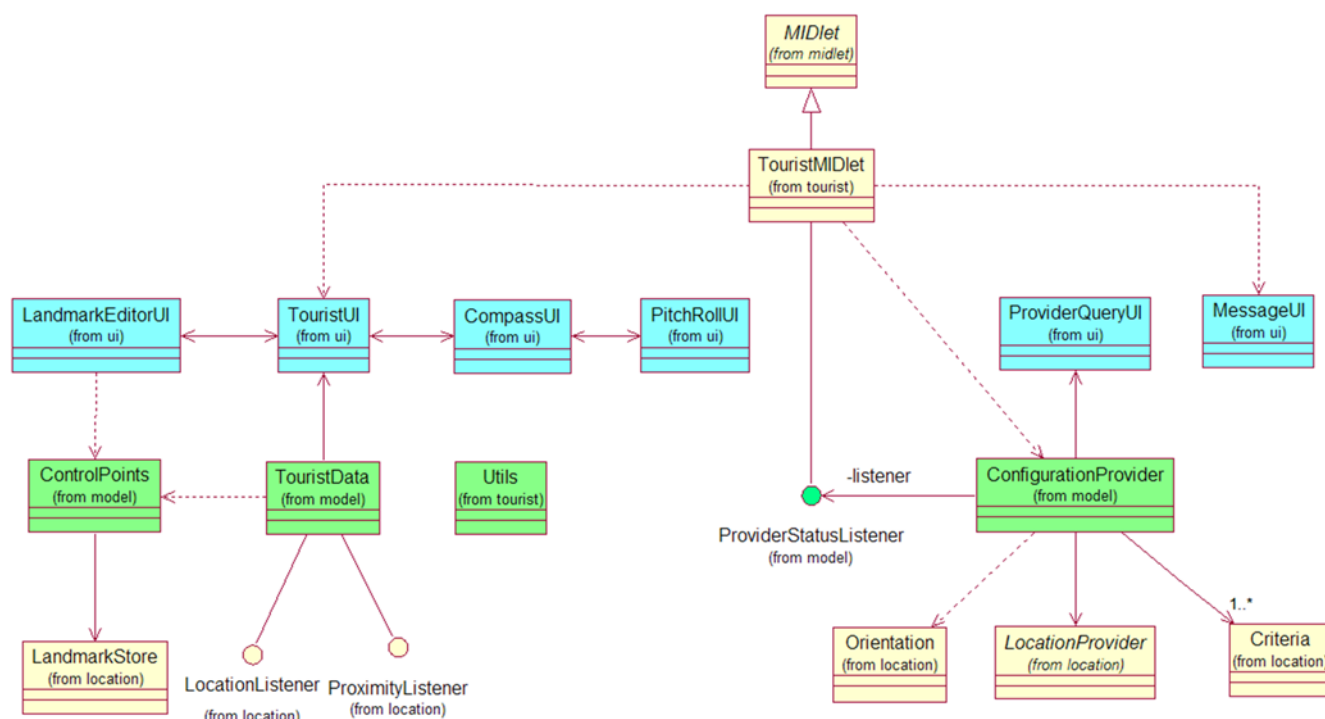 MIDlet
(from midlet)
TouristMIDlet
(from tourist)
LandmarkEditorUI
(from ui)
TouristUI
(from ui)
CompassUI
(from ui)
PitchRollUI
(from ui)
ProviderQueryUI
(from ui)
MessageUI
(from ui)
ControlPoints
(from model)
TouristData
(from model)
Utils
(from tourist)
-listener
ConfigurationProvider
(from model)
ProviderStatusListener
(from model)
1..*
LandmarkStore
(from location)
LocationListener
(from location)
ProximityListener
(from location)
Orientation
(from location)
LocationProvider
(from location)
Criteria
(from location)